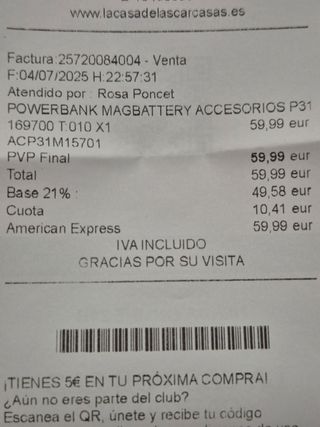 www.lacasadelascarcasas.es
Factura:25720084004 - Venta
F:04/07/2025 H:22:57:31
Atendido por : Rosa Poncet
POWERBANK MAGBATTERY ACCESORIOS P31
169700 T:010 X1 59,99 eur
ACP31M15701
PVP Final 59,99 eur
Total 59,99 eur
Base 21% : 49,58 eur
Cuota 10,41 eur
American Express 59,99 eur
IVA INCLUIDO
GRACIAS POR SU VISITA
¡TIENES 5€ EN TU PRÓXIMA COMPRA!
¿Aún no eres parte del club?
Escanea el QR, únete y recibe tu código